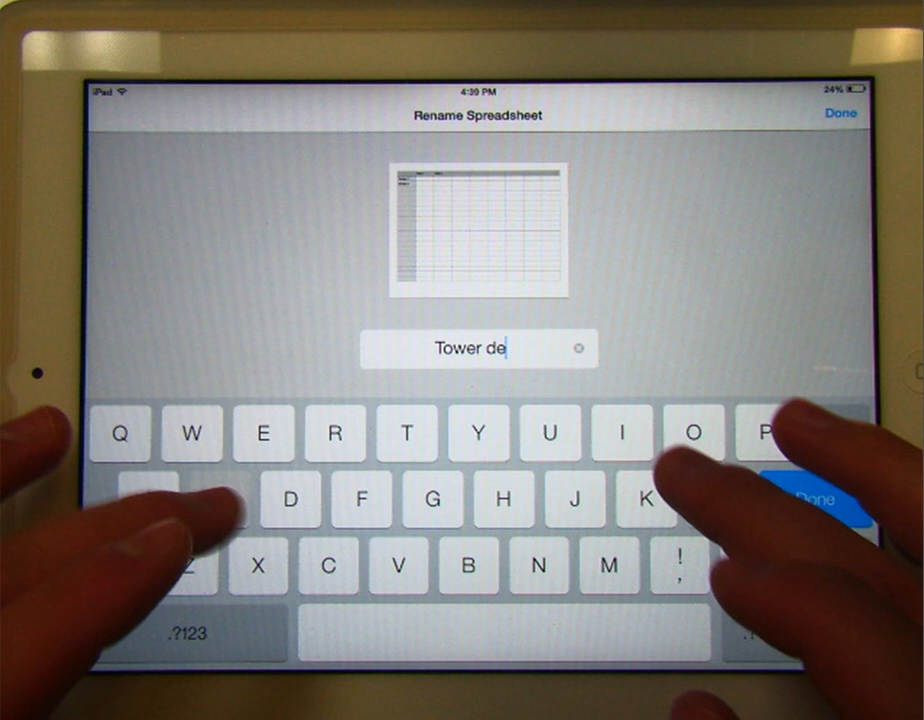 iPad 4:39 PM 24%
Rename Spreadsheet Done
Tower de
Q W E R T Y U I O P
D F G H J K Done
Z X C V B N M ! ,
.?123